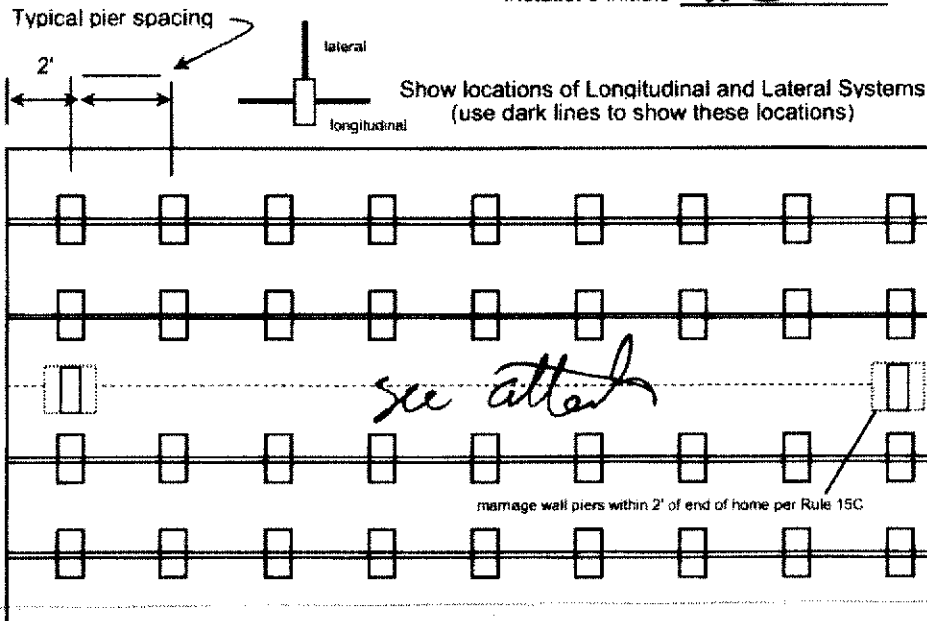 Installer's initials
Typical pier spacing
2'
lateral
longitudinal
Show locations of Longitudinal and Lateral Systems
(use dark lines to show these locations)
see attach
marriage wall piers within 2' of end of home per Rule 15C